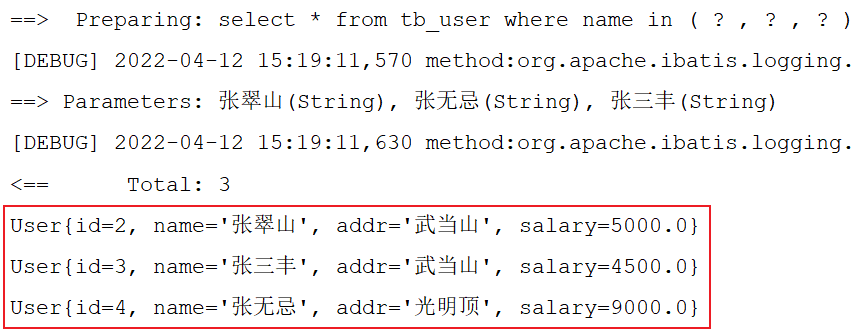 ==>  Preparing: select * from tb_user where name in ( ? , ? , ? )
[DEBUG] 2022-04-12 15:19:11,570 method:org.apache.ibatis.logging.
==> Parameters: 张翠山(String), 张无忌(String), 张三丰(String)
[DEBUG] 2022-04-12 15:19:11,630 method:org.apache.ibatis.logging.
<==      Total: 3
User{id=2, name='张翠山', addr='武当山', salary=5000.0}
User{id=3, name='张三丰', addr='武当山', salary=4500.0}
User{id=4, name='张无忌', addr='光明顶', salary=9000.0}